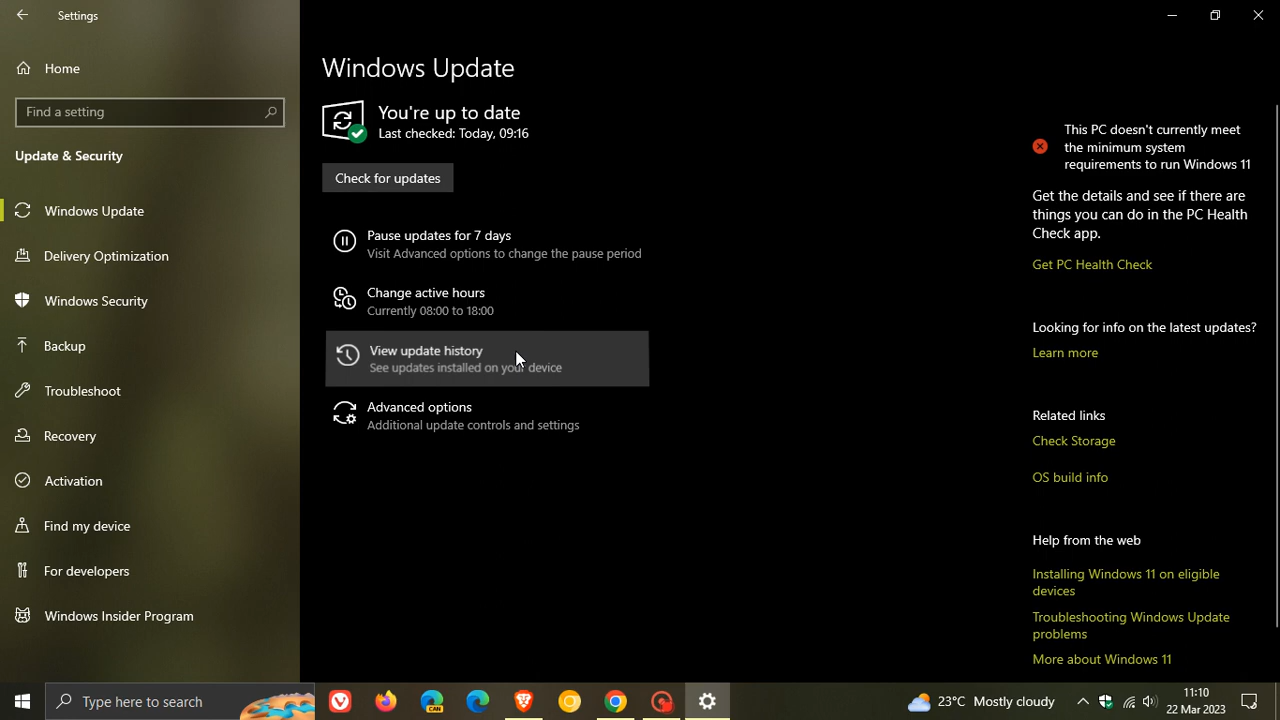 Settings
Home
Find a setting
Update & Security
Windows Update
Delivery Optimization
Windows Security
Backup
Troubleshoot
Recovery
Activation
Find my device
For developers
Windows Insider Program
Windows Update
You're up to date
Last checked: Today, 09:16
Check for updates
Pause updates for 7 days
Visit Advanced options to change the pause period
Change active hours
Currently 08:00 to 18:00
View update history
See updates installed on your device
Advanced options
Additional update controls and settings
This PC doesn't currently meet
the minimum system
requirements to run Windows 11
Get the details and see if there are
things you can do in the PC Health
Check app.
Get PC Health Check
Looking for info on the latest updates?
Learn more
Related links
Check Storage
OS build info
Help from the web
Installing Windows 11 on eligible
devices
Troubleshooting Windows Update
problems
More about Windows 11
Type here to search
CAN
23°C Mostly cloudy
11:10
22 Mar 2023